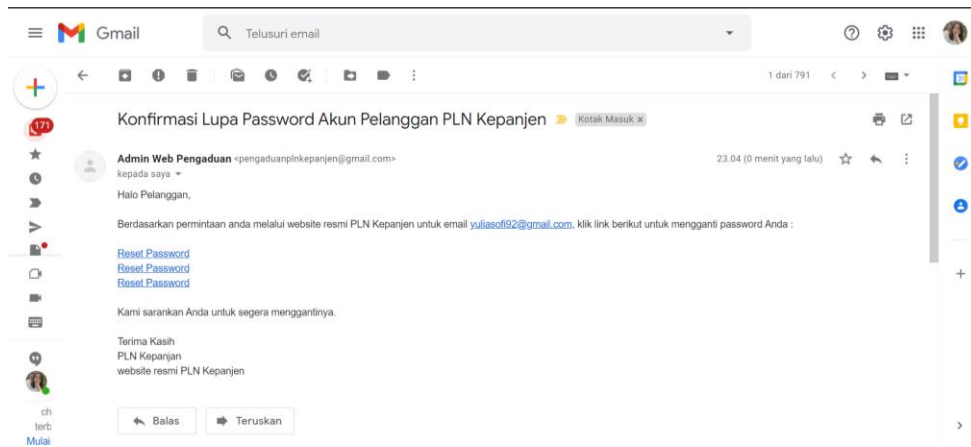 Gmail
Telusuri email
1 dari 791
Konfirmasi Lupa Password Akun Pelanggan PLN Kepanjen
Kotak Masuk x
171
Admin Web Pengaduan <pengaduanplnkepanjen@gmail.com>
23.04 (0 menit yang lalu)
kepada saya
Halo Pelanggan,
Berdasarkan permintaan anda melalui website resmi PLN Kepanjen untuk email yuliasofi92@gmail.com, klik link berikut untuk mengganti password Anda :
Reset Password
Reset Password
Reset Password
Kami sarankan Anda untuk segera menggantinya.
Terima Kasih
PLN Kepanjan
website resmi PLN Kepanjen
Balas
Teruskan
ch
terb
Mulai